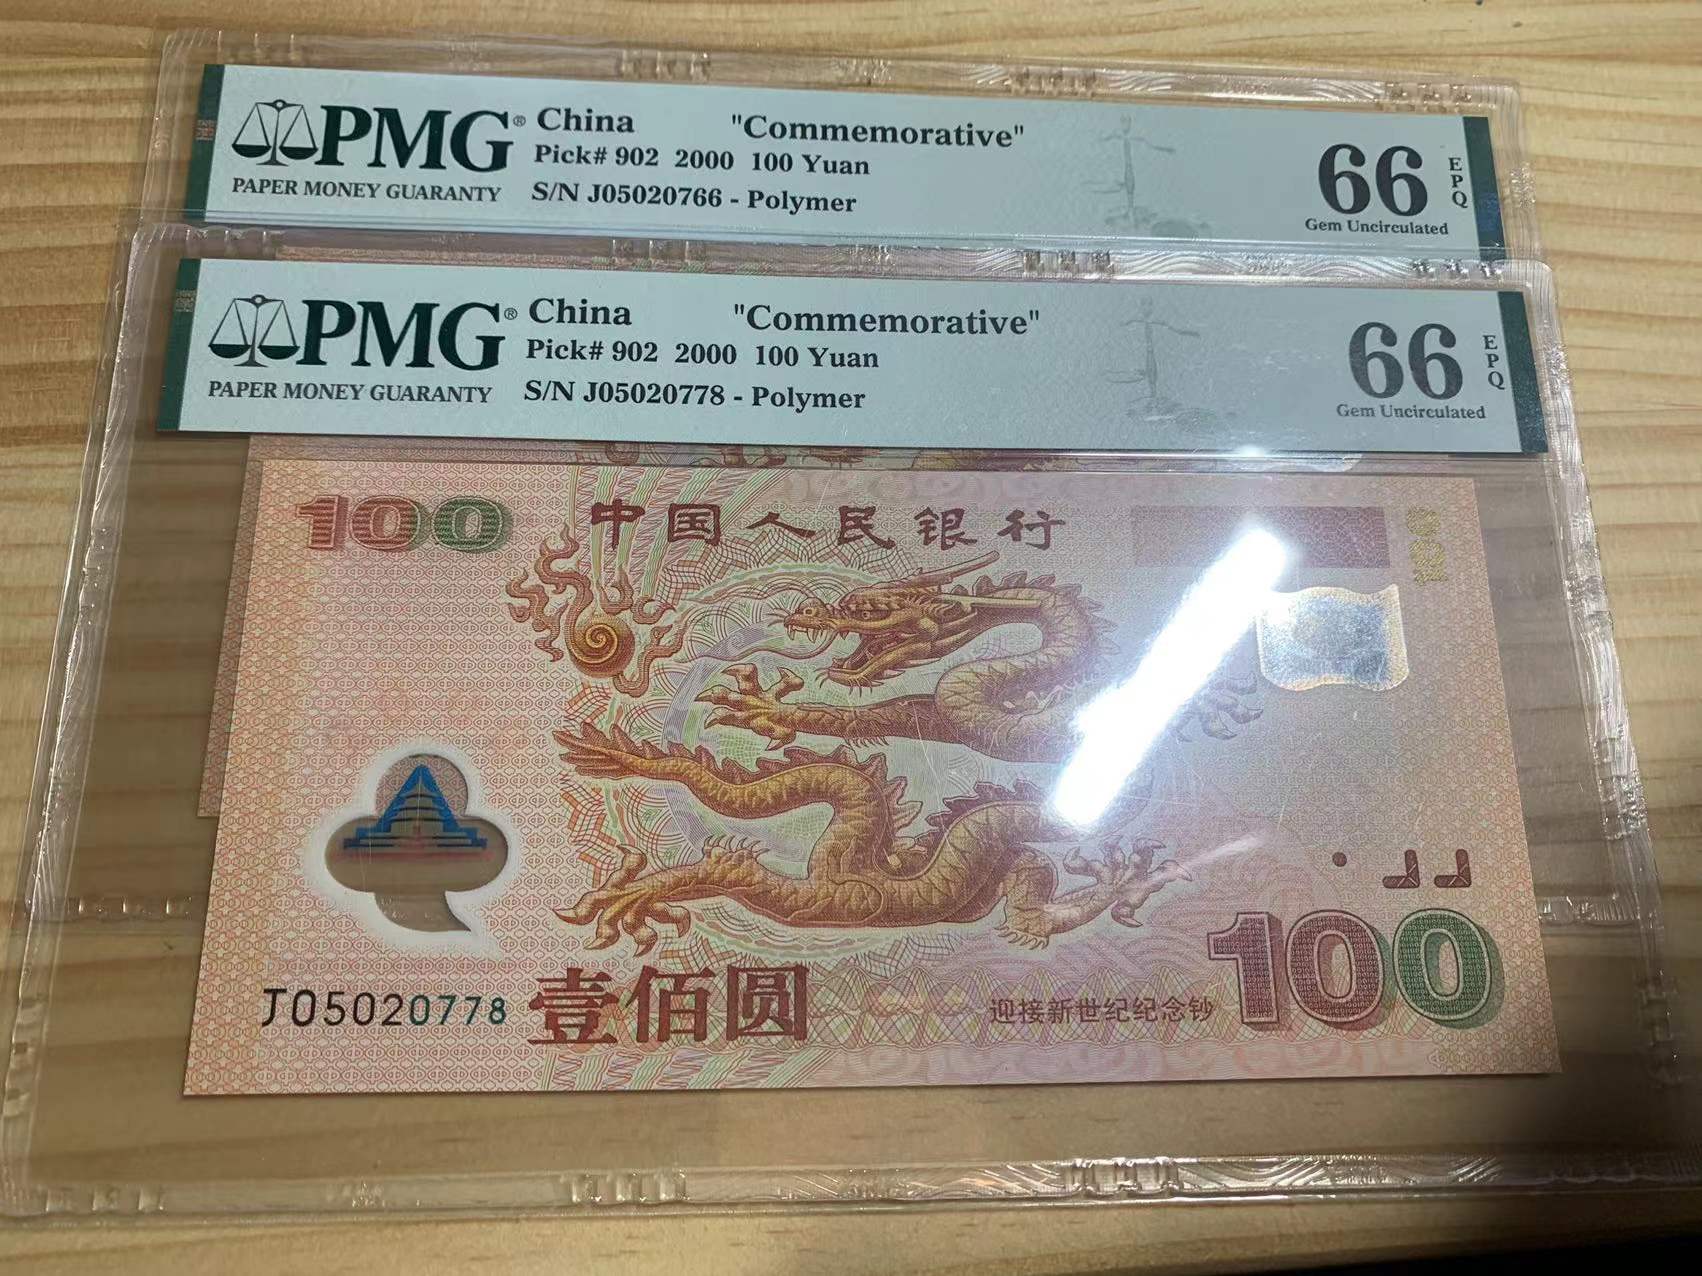 PMG® China "Commemorative"
Pick# 902 2000 100 Yuan
PAPER MONEY GUARANTY S/N J05020766 - Polymer
66 EPQ
Gem Uncirculated
PMG® China "Commemorative"
Pick# 902 2000 100 Yuan
PAPER MONEY GUARANTY S/N J05020778 - Polymer
66 EPQ
Gem Uncirculated
100 中国人民银行 100
100
J05020778 壹佰圆 迎接新世纪纪念钞